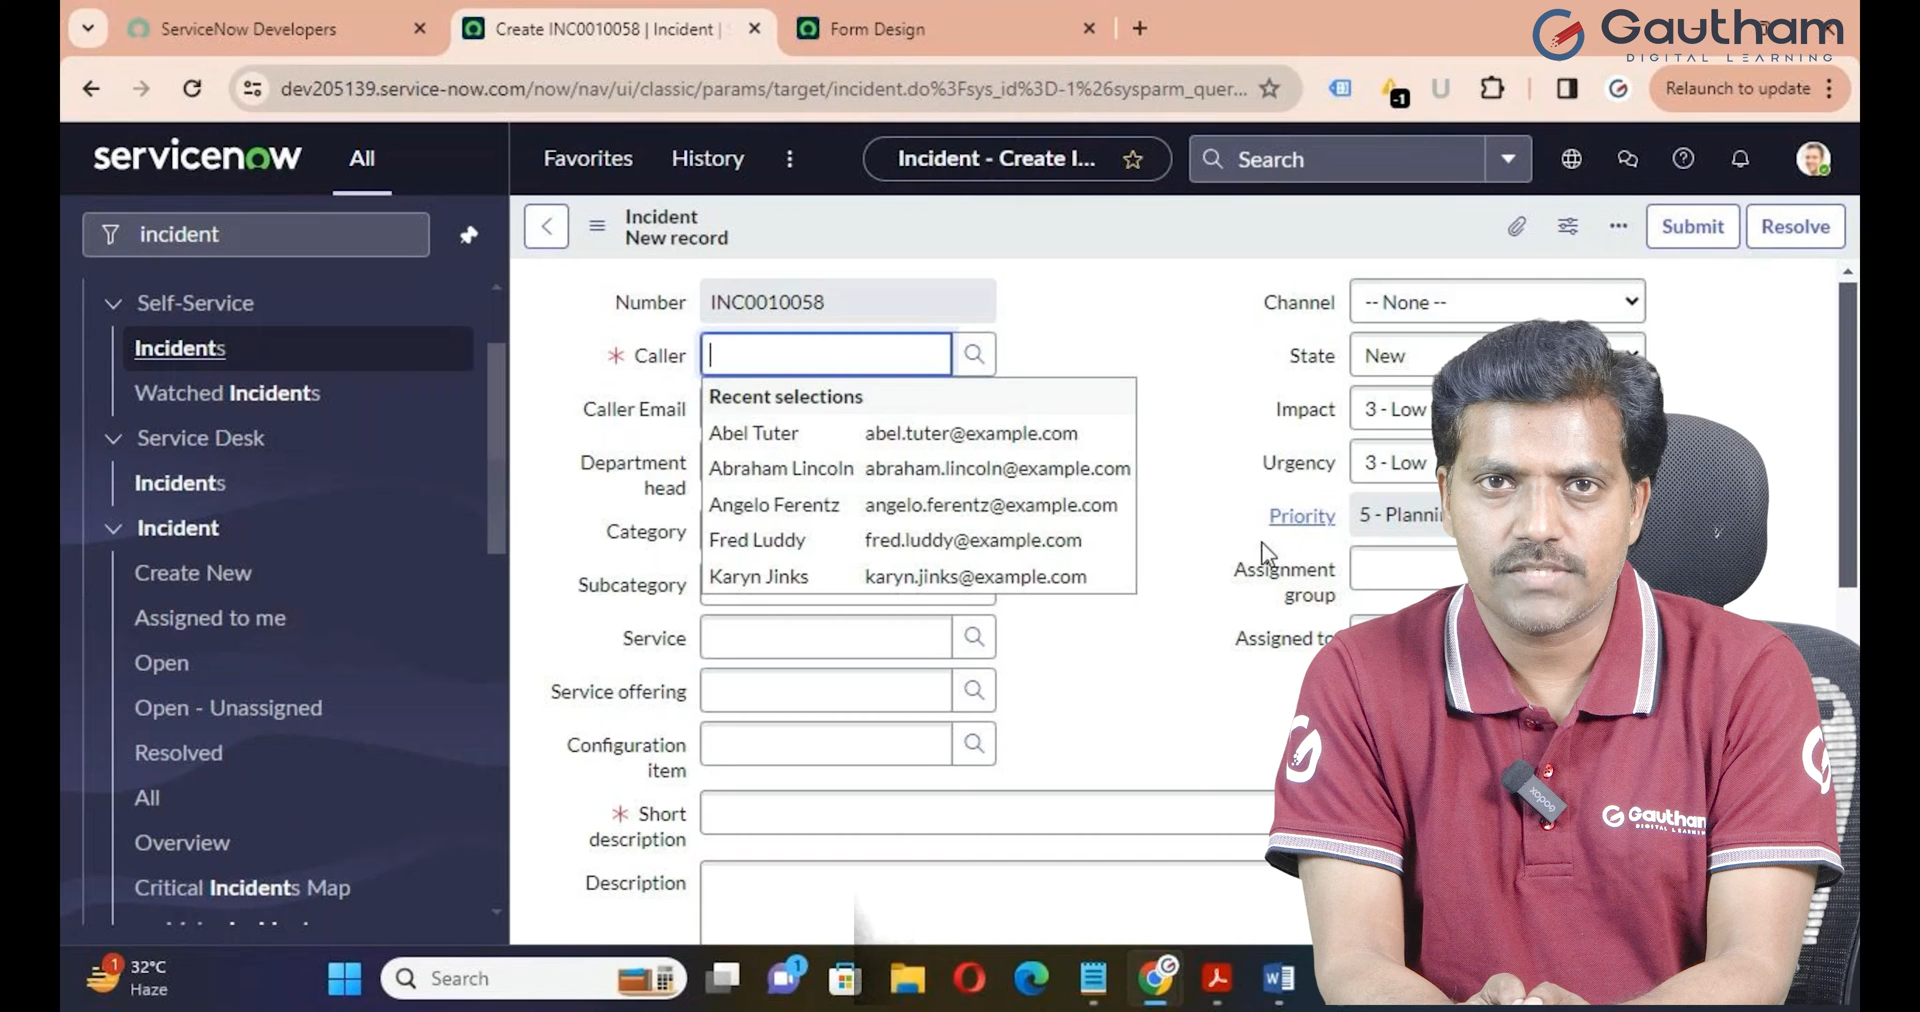 ServiceNow Developers
Create INC0010058 | Incident |
Form Design
Gautham
DIGITAL LEARNING
dev205139.service-now.com/now/nav/ui/classic/params/target/incident.do%3Fsys_id%3D-1%26sysparm_quer...
-1
Relaunch to update
servicenow
All
Favorites
History
Incident - Create I...
Search
incident
Incident
New record
Submit
Resolve
Self-Service
Incidents
Watched Incidents
Service Desk
Incidents
Incident
Create New
Assigned to me
Open
Open - Unassigned
Resolved
All
Overview
Critical Incidents Map
Number INC0010058
* Caller
Recent selections
Caller Email
Abel Tuter abel.tuter@example.com
Department head
Abraham Lincoln abraham.lincoln@example.com
Angelo Ferentz angelo.ferentz@example.com
Category
Fred Luddy fred.luddy@example.com
Subcategory
Karyn Jinks karyn.jinks@example.com
Service
Service offering
Configuration
item
* Short
description
Description
Channel -- None --
State New
Impact 3 - Low
Urgency 3 - Low
Priority 5 - Planni
Assignment
group
Assigned to
Godox
Gautham
DIGITAL LEARNING
1
32°C
Haze
Search
1